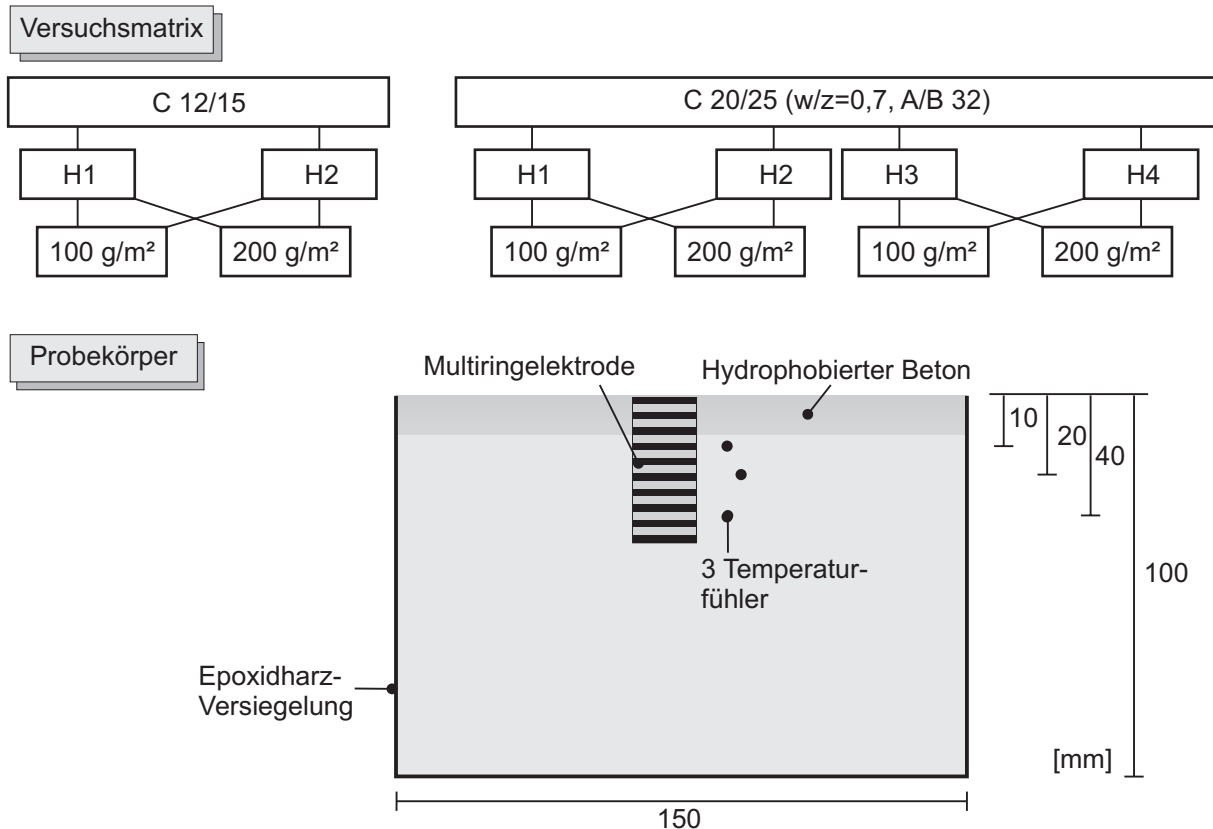 Versuchsmatrix
C 12/15
C 20/25 (w/z=0,7, A/B 32)
H1
H2
H1
H2
H3
H4
100 g/m²
200 g/m²
100 g/m²
200 g/m²
100 g/m²
200 g/m²
Probekörper
Multiringelektrode
Hydrophobierter Beton
10
20
40
100
3 Temperatur-
fühler
Epoxidharz-
Versiegelung
[mm]
150